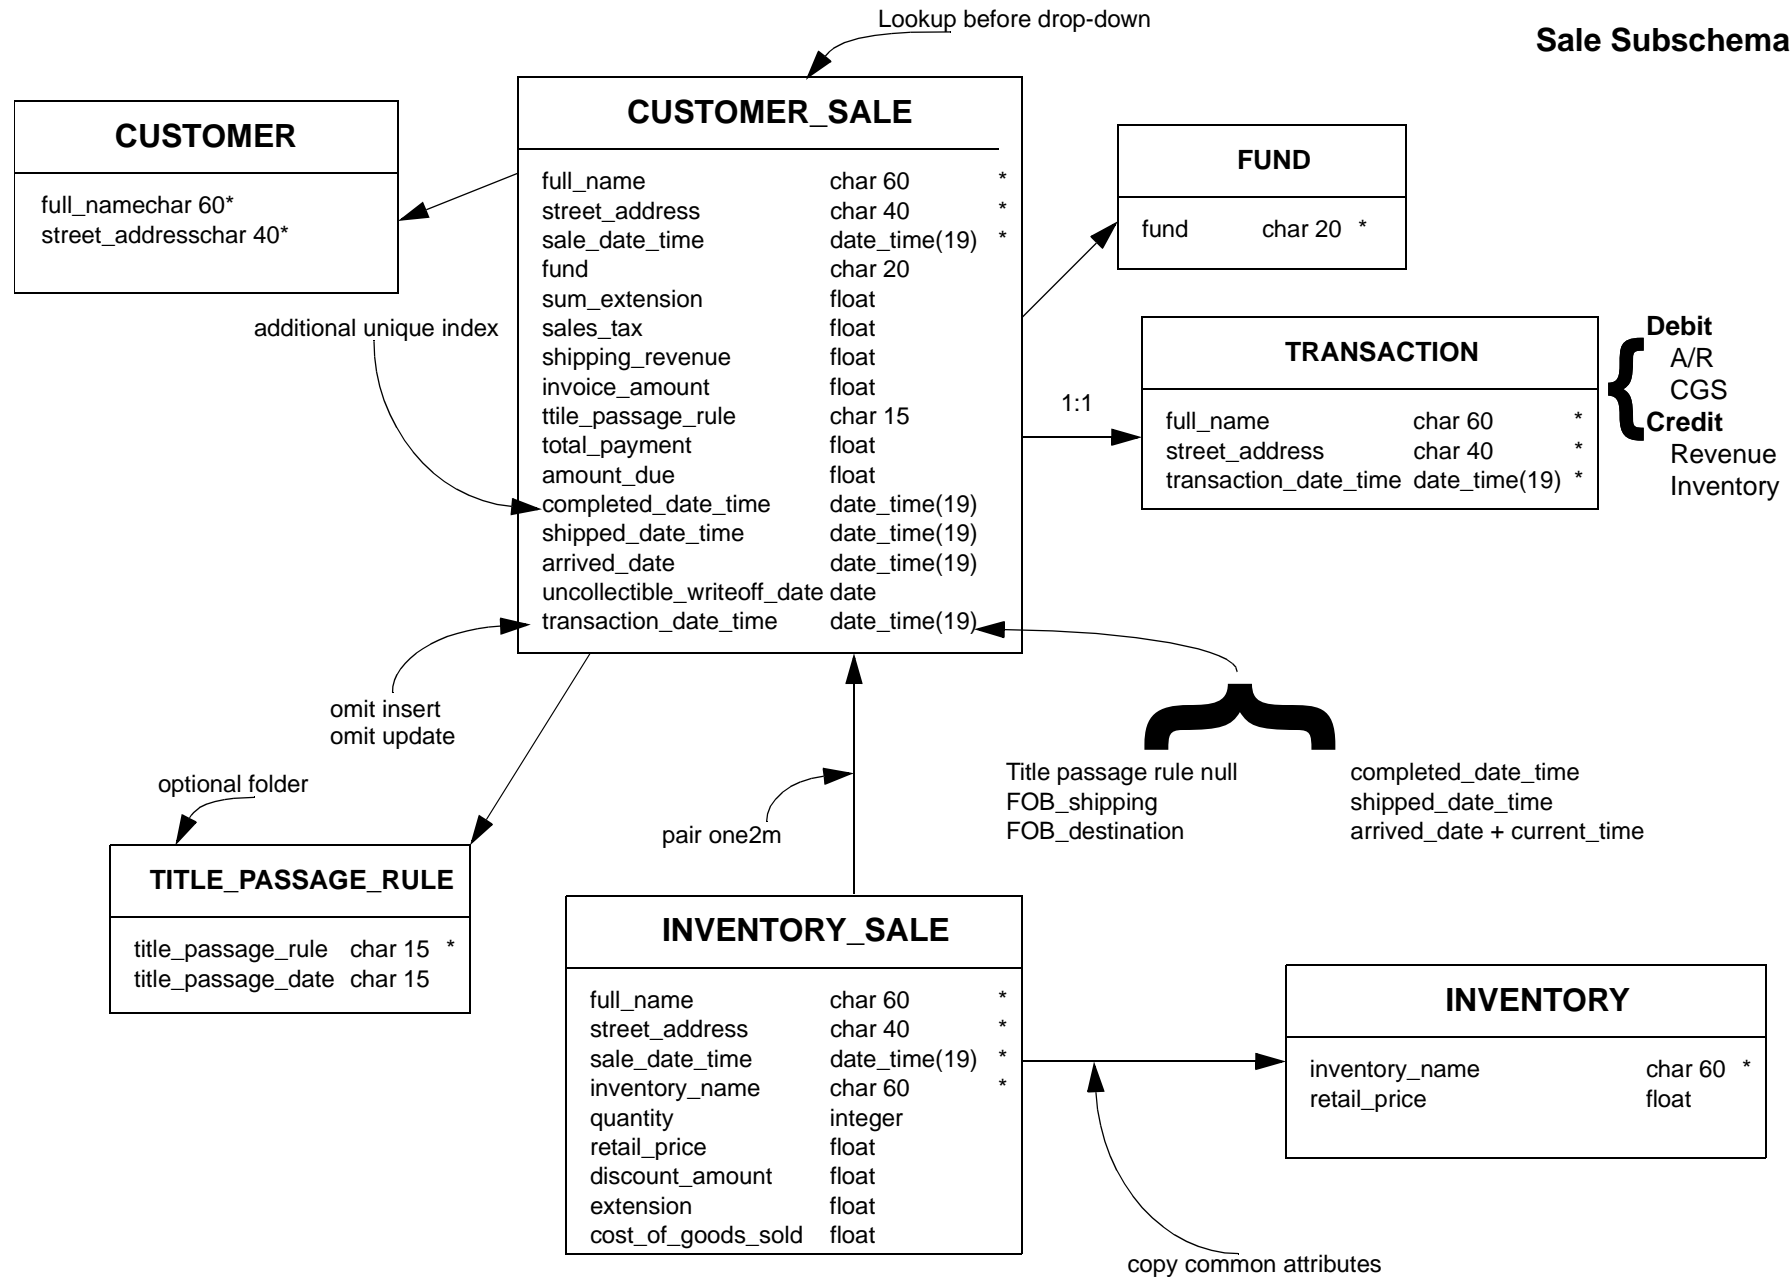 Lookup before drop-down
Sale Subschema
CUSTOMER
full_namechar 60*
street_addresschar 40*
CUSTOMER_SALE
full_name char 60 *
street_address char 40 *
sale_date_time date_time(19) *
fund char 20
sum_extension float
sales_tax float
shipping_revenue float
invoice_amount float
ttile_passage_rule char 15
total_payment float
amount_due float
completed_date_time date_time(19)
shipped_date_time date_time(19)
arrived_date date_time(19)
uncollectible_writeoff_date date
transaction_date_time date_time(19)
FUND
fund char 20 *
additional unique index
1:1
TRANSACTION
full_name char 60 *
street_address char 40 *
transaction_date_time date_time(19) *
Debit
A/R
CGS
Credit
Revenue
Inventory
omit insert
omit update
optional folder
pair one2m
Title passage rule null completed_date_time
FOB_shipping shipped_date_time
FOB_destination arrived_date + current_time
TITLE_PASSAGE_RULE
title_passage_rule char 15 *
title_passage_date char 15
INVENTORY_SALE
full_name char 60 *
street_address char 40 *
sale_date_time date_time(19) *
inventory_name char 60 *
quantity integer
retail_price float
discount_amount float
extension float
cost_of_goods_sold float
INVENTORY
inventory_name char 60 *
retail_price float
copy common attributes